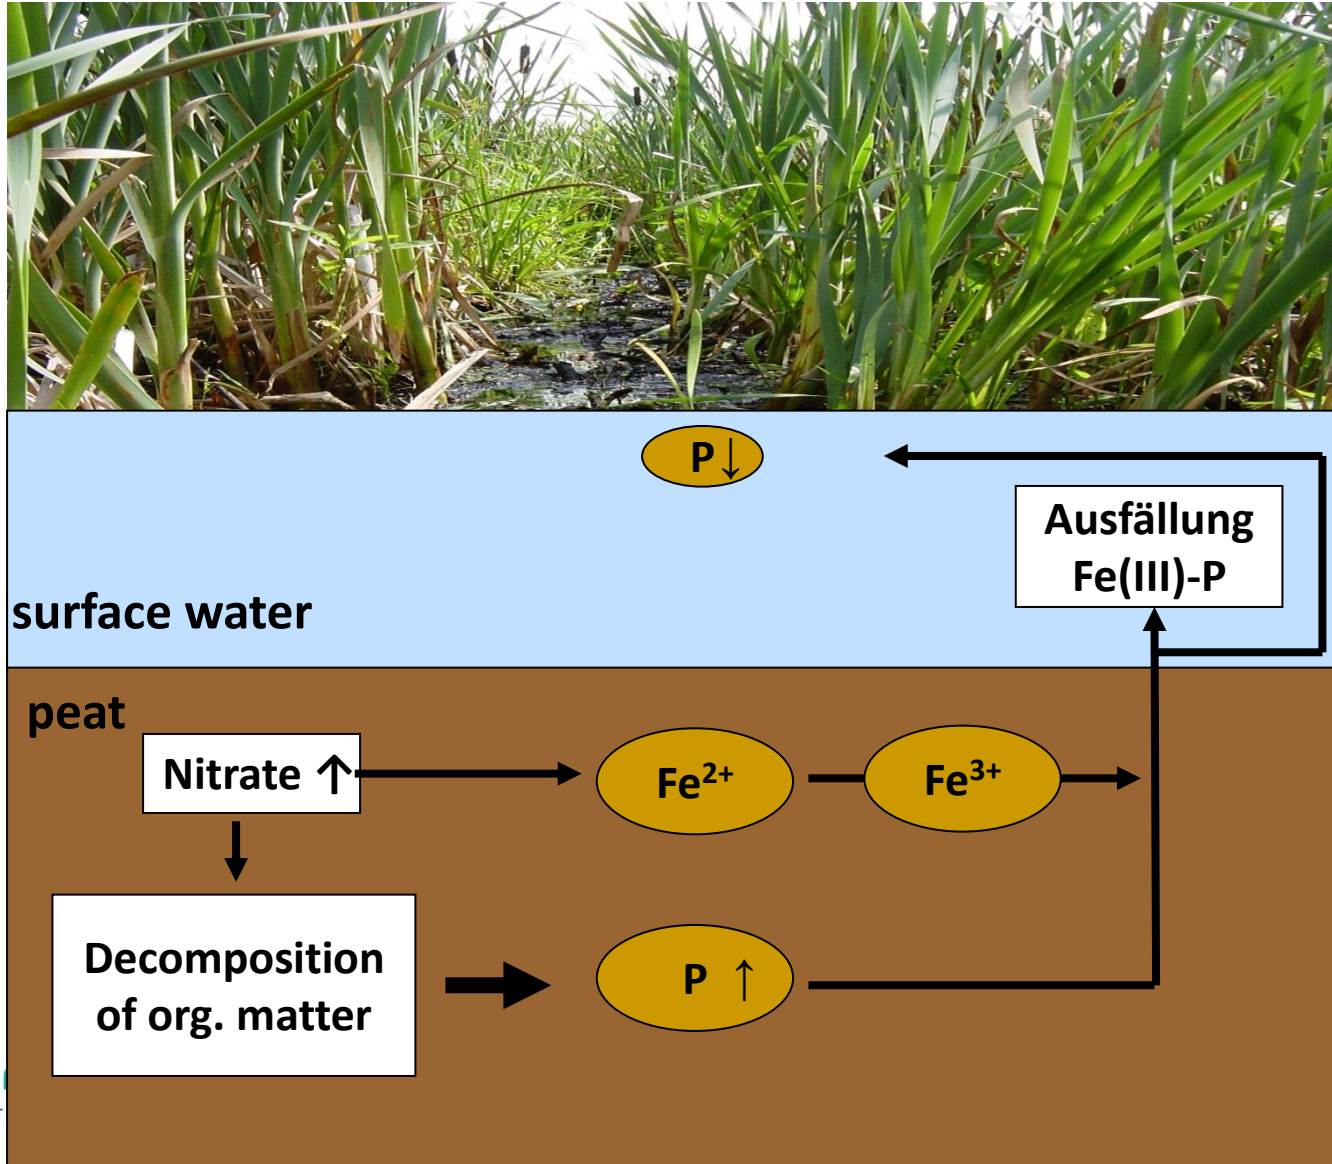 P↓
Ausfällung
Fe(III)-P
surface water
peat
Nitrate ↑
Fe²⁺
Fe³⁺
Decomposition
of org. matter
P ↑